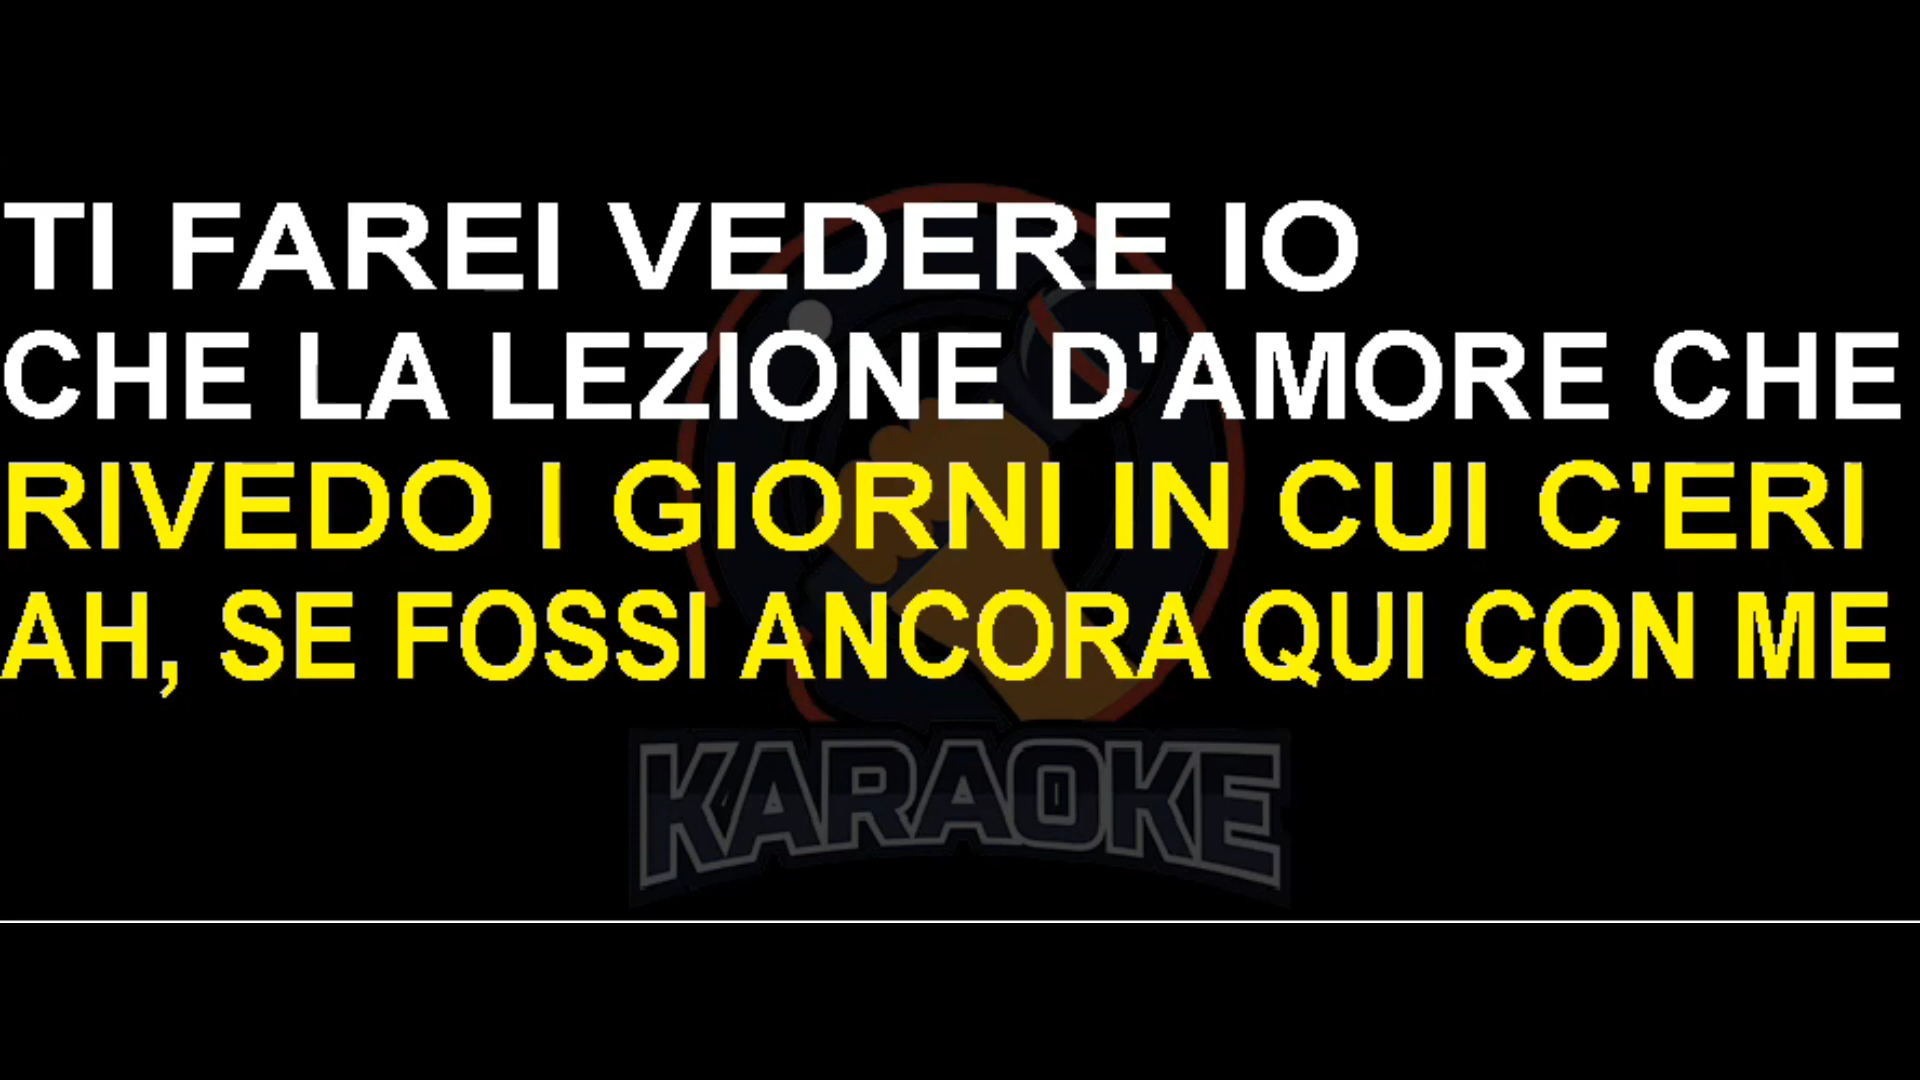 TI FAREI VEDERE IO
CHE LA LEZIONE D'AMORE CHE
RIVEDO I GIORNI IN CUI C'ERI
AH, SE FOSSI ANCORA QUI CON ME
KARAOKE